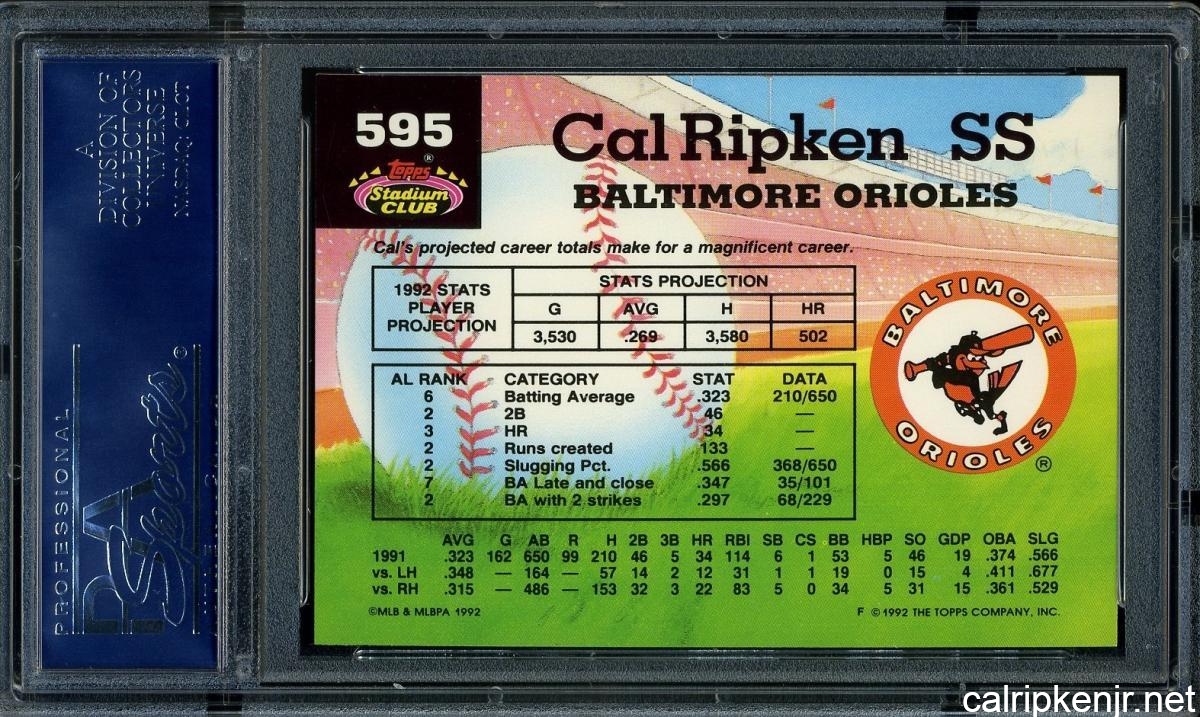 A
DIVISION OF
COLLECTORS
UNIVERSE
NASDAQ: CLCT
PROFESSIONAL
PSA
Sports®
595
Topps®
Stadium
CLUB
Cal Ripken SS
BALTIMORE ORIOLES
Cal's projected career totals make for a magnificent career.
1992 STATS PLAYER PROJECTION
STATS PROJECTION
G AVG H HR
3,530 .269 3,580 502
AL RANK CATEGORY STAT DATA
6 Batting Average .323 210/650
2 2B 46 —
3 HR 34 —
2 Runs created 133 —
2 Slugging Pct. .566 368/650
7 BA Late and close .347 35/101
2 BA with 2 strikes .297 68/229
BALTIMORE
ORIOLES
®
AVG G AB R H 2B 3B HR RBI SB CS BB HBP SO GDP OBA SLG
1991 .323 162 650 99 210 46 5 34 114 6 1 53 5 46 19 .374 .566
vs. LH .348 — 164 — 57 14 2 12 31 1 1 19 0 15 4 .411 .677
vs. RH .315 — 486 — 153 32 3 22 83 5 0 34 5 31 15 .361 .529
©MLB & MLBPA 1992
F ©1992 THE TOPPS COMPANY, INC.
calripkenjr.net